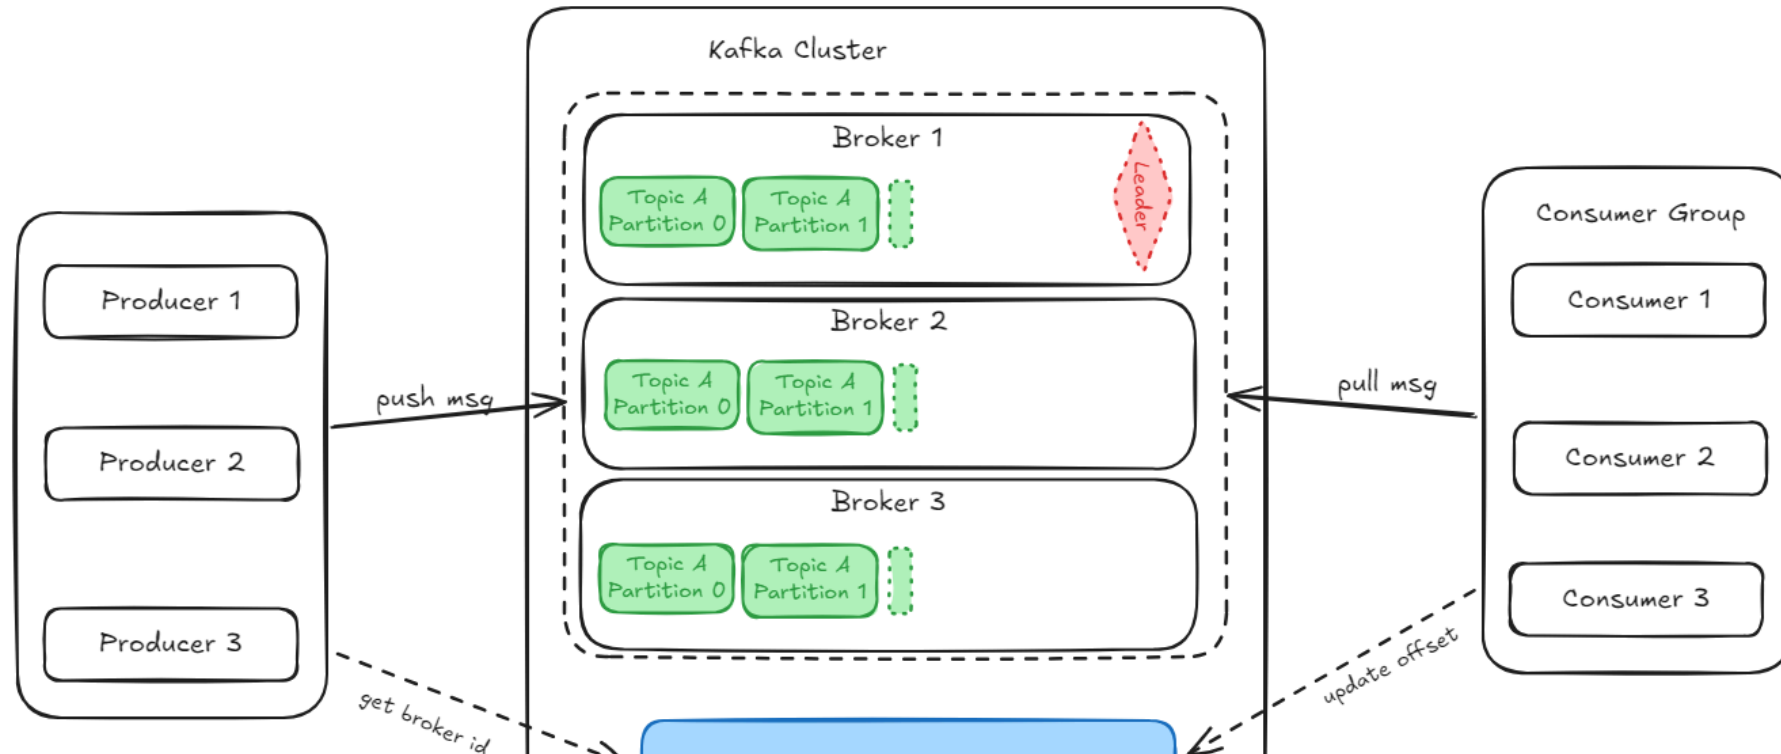 Kafka Cluster
Broker 1
Topic A
Partition 0
Topic A
Partition 1
Leader
Broker 2
Topic A
Partition 0
Topic A
Partition 1
Broker 3
Topic A
Partition 0
Topic A
Partition 1
Producer 1
Producer 2
Producer 3
push msg
get broker id
Consumer Group
Consumer 1
Consumer 2
Consumer 3
pull msg
update offset